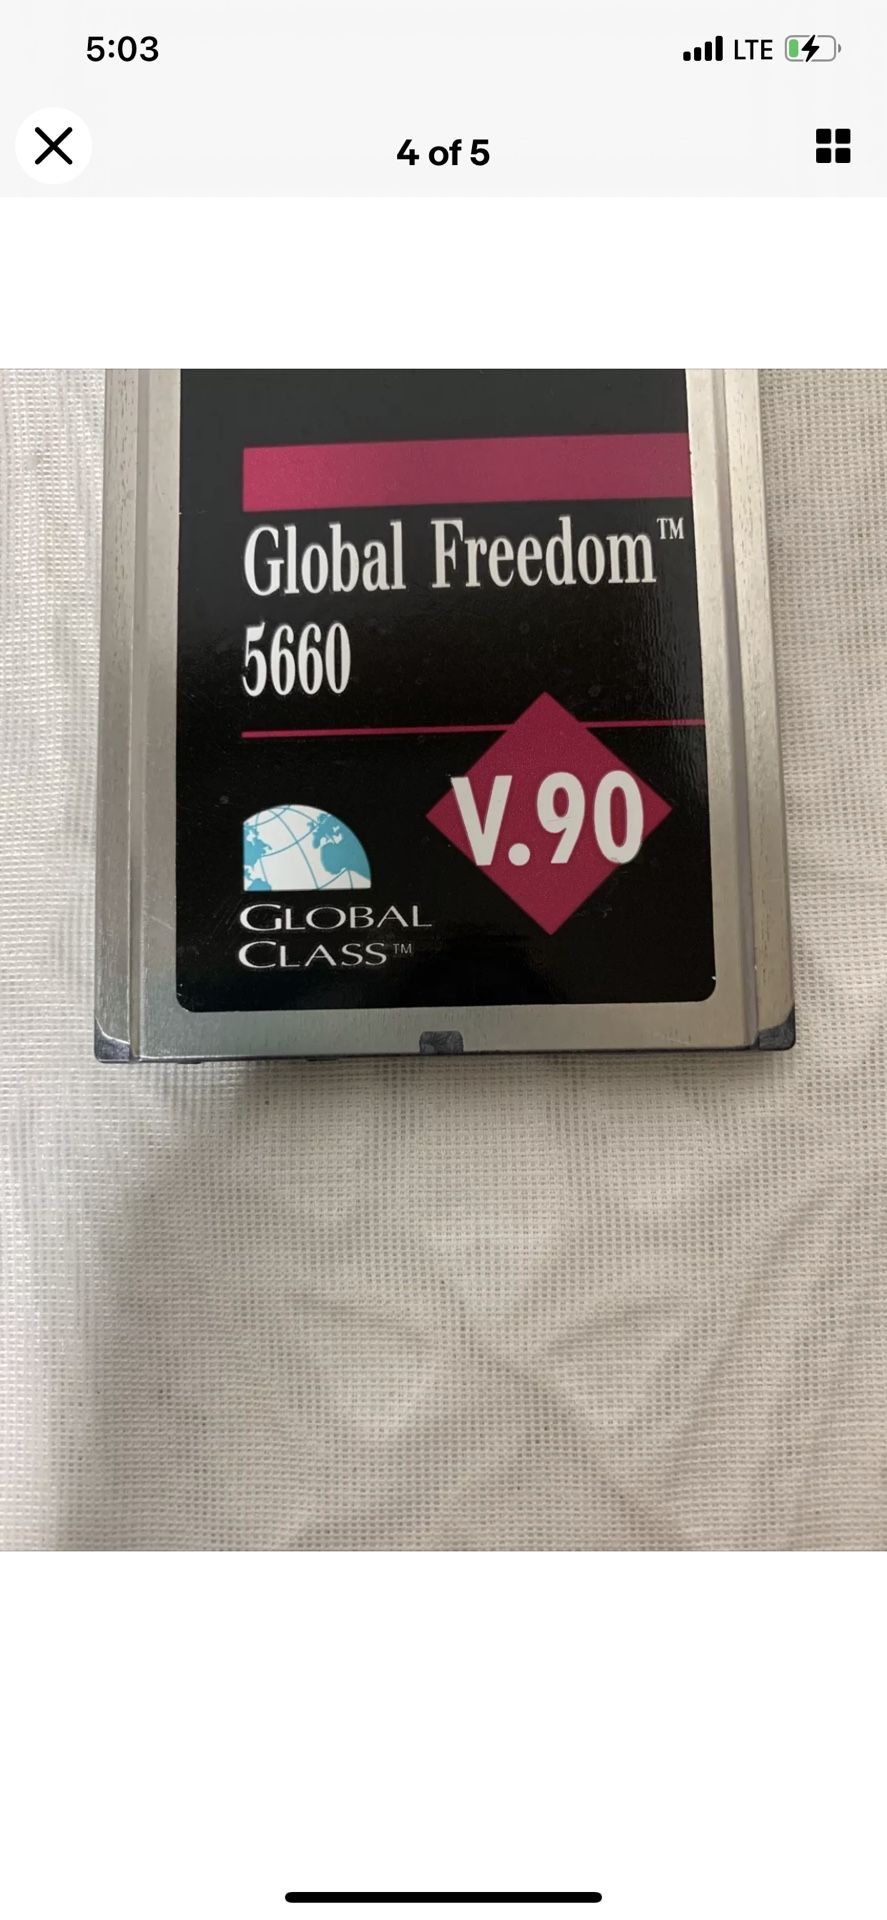 5:03
LTE
4 of 5
Global Freedom™
5660
V.90
GLOBAL
CLASS™